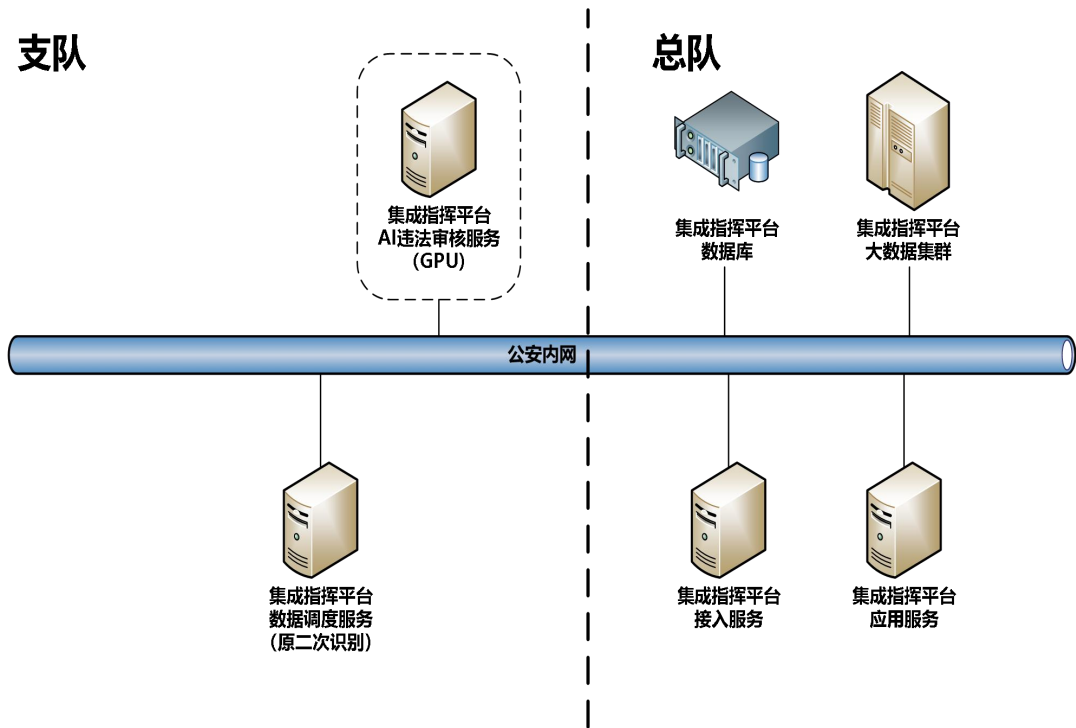 支队
总队
集成指挥平台
AI违法审核服务
(GPU)
集成指挥平台
数据库
集成指挥平台
大数据集群
公安内网
集成指挥平台
数据调度服务
(原二次识别)
集成指挥平台
接入服务
集成指挥平台
应用服务